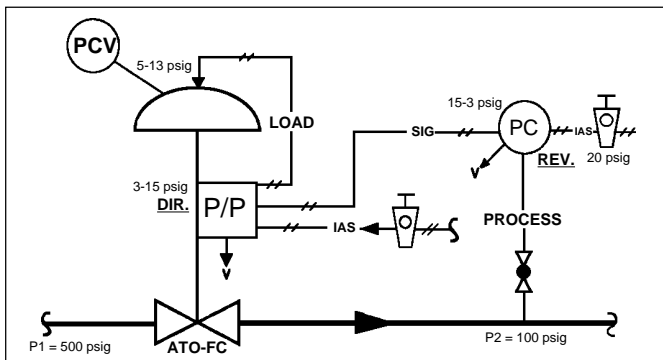 PCV
5-13 psig
LOAD
15-3 psig
SIG
PC
IAS
REV.
20 psig
V
3-15 psig
DIR.
P/P
IAS
PROCESS
V
P1 = 500 psig
ATO-FC
P2 = 100 psig